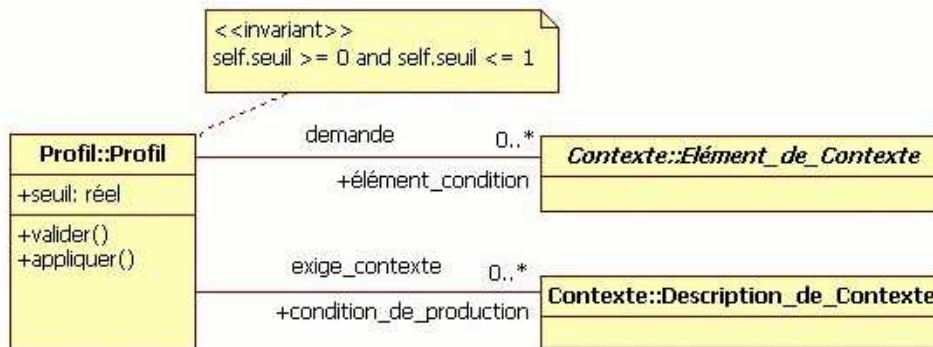 <<invariant>>
self.seuil >= 0 and self.seuil <= 1
Profil::Profil
+seuil: réel
+valider()
+appliquer()
demande
0..*
+élément_condition
Contexte::Elément_de_Contexte
exige_contexte
0..*
+condition_de_production
Contexte::Description_de_Contexte